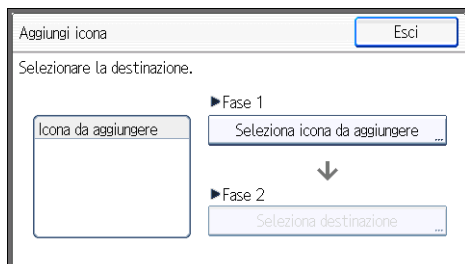 Aggiungi icona
Esci
Selezionare la destinazione.
▶Fase 1
Icona da aggiungere
Seleziona icona da aggiungere ...
▶Fase 2
Seleziona destinazione ...